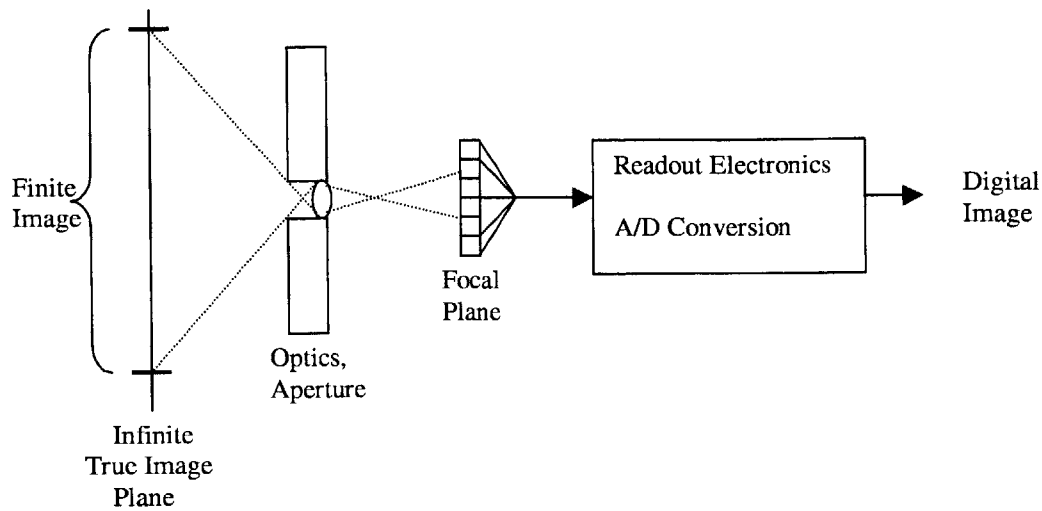 Finite
Image
Infinite
True Image
Plane
Optics,
Aperture
Focal
Plane
Readout Electronics
A/D Conversion
Digital
Image